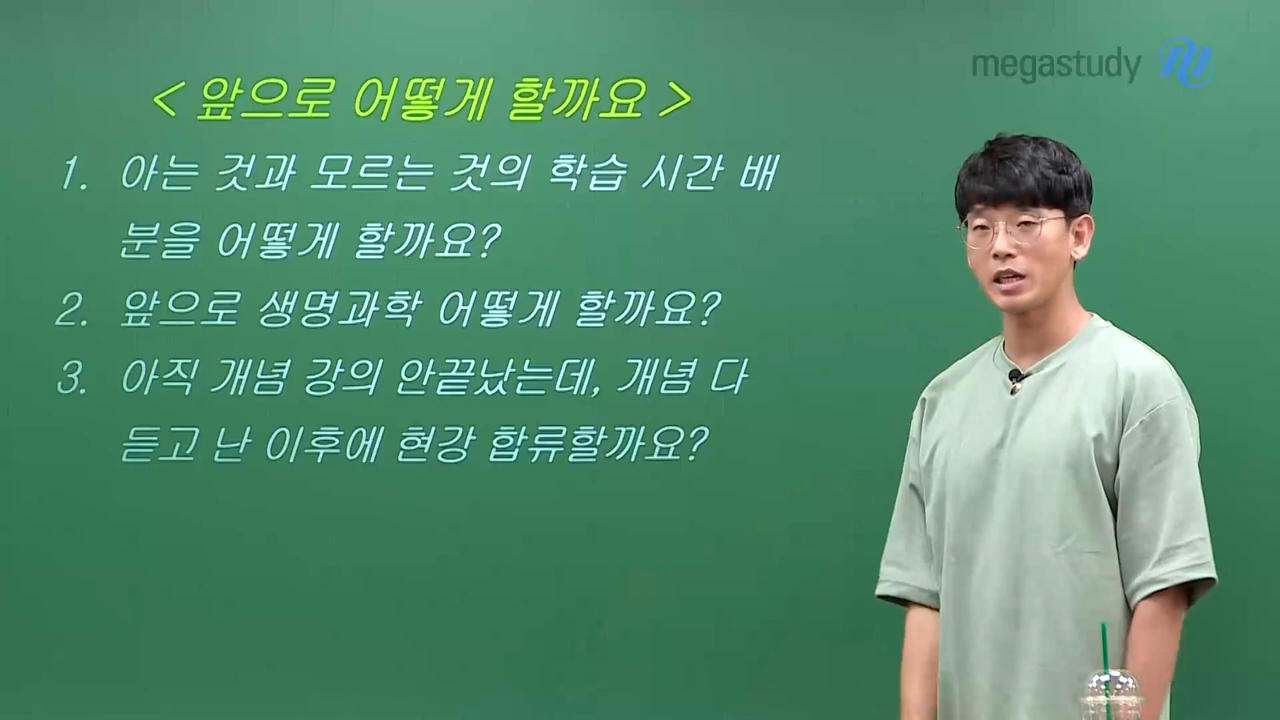 megastudy
< 앞으로 어떻게 할까요 >
1. 아는 것과 모르는 것의 학습 시간 배
분을 어떻게 할까요?
2. 앞으로 생명과학 어떻게 할까요?
3. 아직 개념 강의 안끝났는데, 개념 다
듣고 난 이후에 현강 합류할까요?